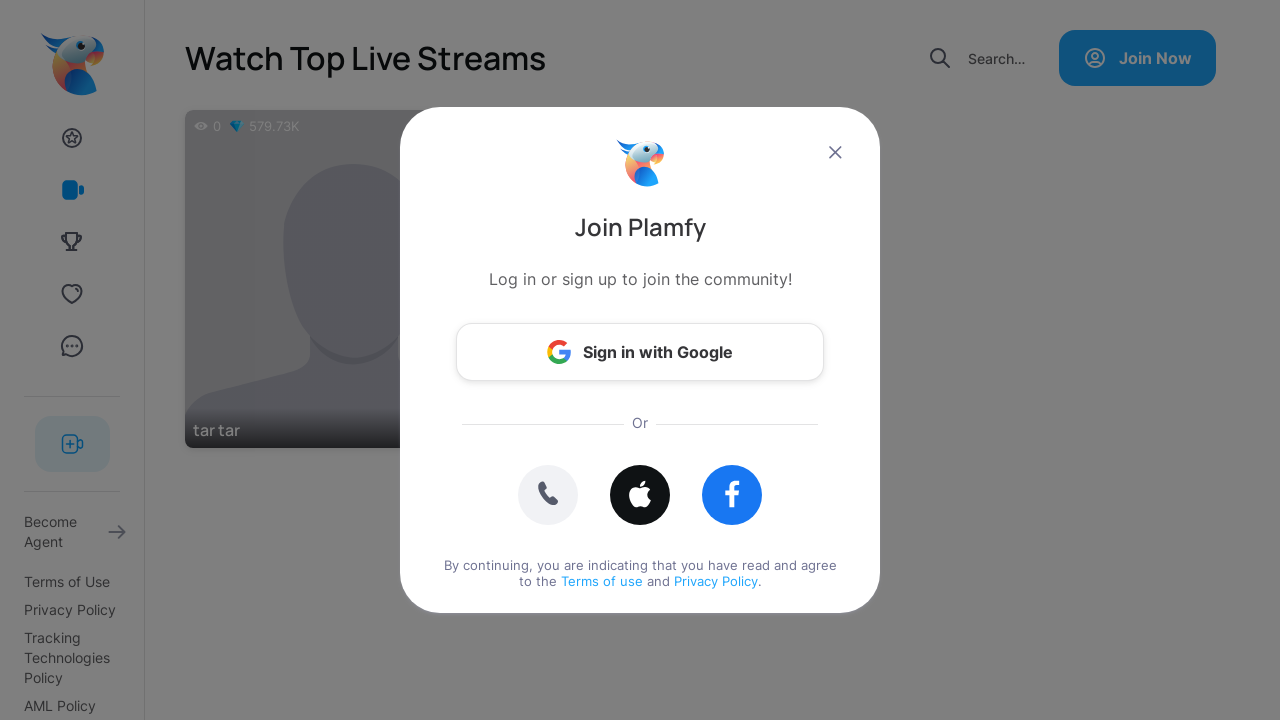 Watch Top Live Streams
Search...
Join Now
0 579.73K
tar tar
Become
Agent
Terms of Use
Privacy Policy
Tracking
Technologies
Policy
AML Policy
Join Plamfy
Log in or sign up to join the community!
Sign in with Google
Or
By continuing, you are indicating that you have read and agree
to the Terms of use and Privacy Policy.